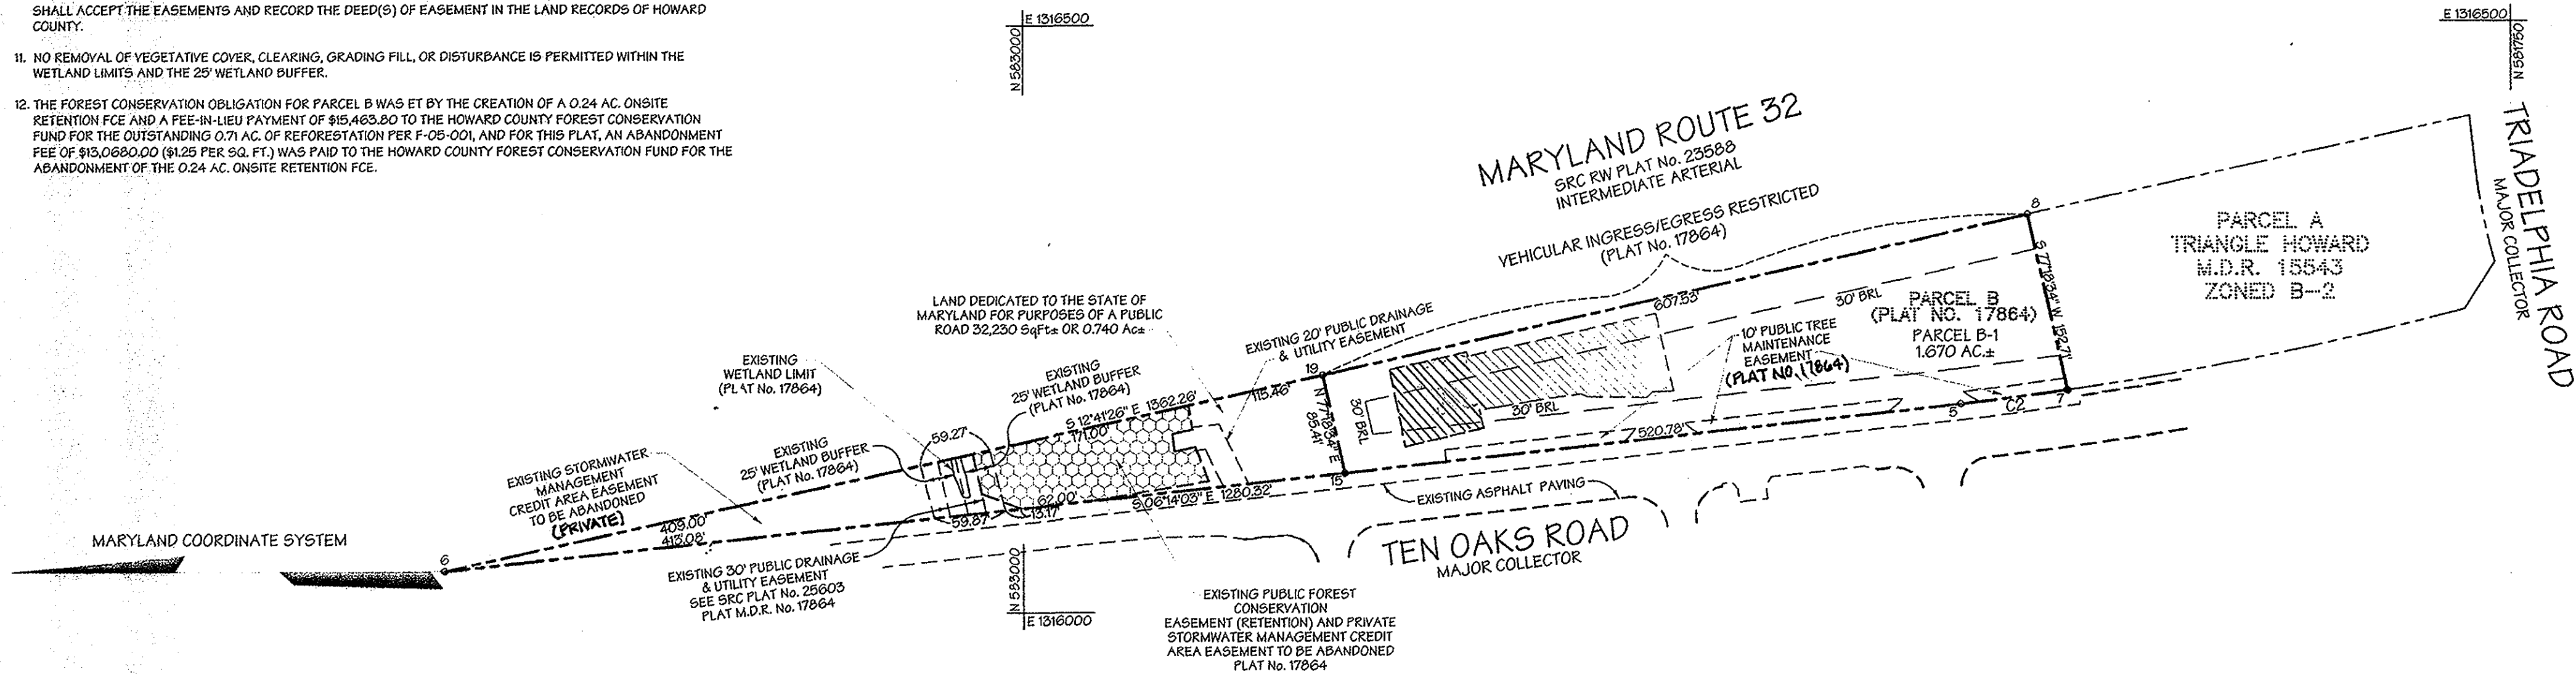 SHALL ACCEPT THE EASEMENTS AND RECORD THE DEED(S) OF EASEMENT IN THE LAND RECORDS OF HOWARD
COUNTY.
11. NO REMOVAL OF VEGETATIVE COVER, CLEARING, GRADING FILL, OR DISTURBANCE IS PERMITTED WITHIN THE
WETLAND LIMITS AND THE 25' WETLAND BUFFER.
12. THE FOREST CONSERVATION OBLIGATION FOR PARCEL B WAS ET BY THE CREATION OF A 0.24 AC. ONSITE
RETENTION FCE AND A FEE-IN-LIEU PAYMENT OF $15,463.80 TO THE HOWARD COUNTY FOREST CONSERVATION
FUND FOR THE OUTSTANDING 0.71 AC. OF REFORESTATION PER F-05-001, AND FOR THIS PLAT, AN ABANDONMENT
FEE OF $13,0680.00 ($1.25 PER SQ. FT.) WAS PAID TO THE HOWARD COUNTY FOREST CONSERVATION FUND FOR THE
ABANDONMENT OF THE 0.24 AC. ONSITE RETENTION FCE.
E 1316500
N 583000
E 1316500
N 581750
MARYLAND ROUTE 32
SRC RW PLAT No. 23588
INTERMEDIATE ARTERIAL
VEHICULAR INGRESS/EGRESS RESTRICTED
(PLAT No. 17864)
TRIADELPHIA ROAD
MAJOR COLLECTOR
PARCEL A
TRIANGLE HOWARD
M.D.R. 15543
ZONED B-2
8
S 77°18'34" W 152.71'
607.53'
30' BRL
PARCEL B
(PLAT NO. 17864)
PARCEL B-1
1.670 AC.±
10' PUBLIC TREE
MAINTENANCE
EASEMENT
(PLAT NO. 17864)
LAND DEDICATED TO THE STATE OF
MARYLAND FOR PURPOSES OF A PUBLIC
ROAD 32,230 SqFt± OR 0.740 Ac±
EXISTING 20' PUBLIC DRAINAGE
& UTILITY EASEMENT
19
115.46'
N 77°18'34" E
85.41'
30' BRL
30' BRL
520.78'
5
C2
7
15
EXISTING
WETLAND LIMIT
(PLAT No. 17864)
EXISTING
25' WETLAND BUFFER
(PLAT No. 17864)
S 12°41'26" E 1362.26'
171.00'
59.27'
EXISTING
25' WETLAND BUFFER
(PLAT No. 17864)
EXISTING STORMWATER
MANAGEMENT
CREDIT AREA EASEMENT
TO BE ABANDONED
(PRIVATE)
409.00'
413.08'
59.87'
13.17'
62.00'
S 06°14'03" E 1280.32'
MARYLAND COORDINATE SYSTEM
6
EXISTING ASPHALT PAVING
TEN OAKS ROAD
MAJOR COLLECTOR
EXISTING 30' PUBLIC DRAINAGE
& UTILITY EASEMENT
SEE SRC PLAT No. 25603
PLAT M.D.R. No. 17864
N 583000
E 1316000
EXISTING PUBLIC FOREST
CONSERVATION
EASEMENT (RETENTION) AND PRIVATE
STORMWATER MANAGEMENT CREDIT
AREA EASEMENT TO BE ABANDONED
PLAT No. 17864